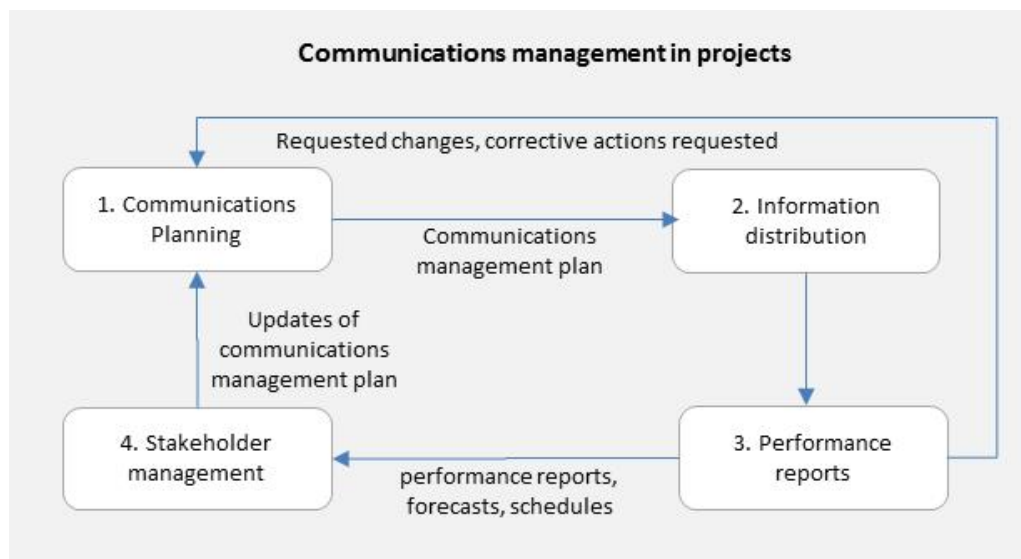 Communications management in projects
Requested changes, corrective actions requested
1. Communications
Planning
2. Information
distribution
Communications
management plan
Updates of
communications
management plan
4. Stakeholder
management
3. Performance
reports
performance reports,
forecasts, schedules